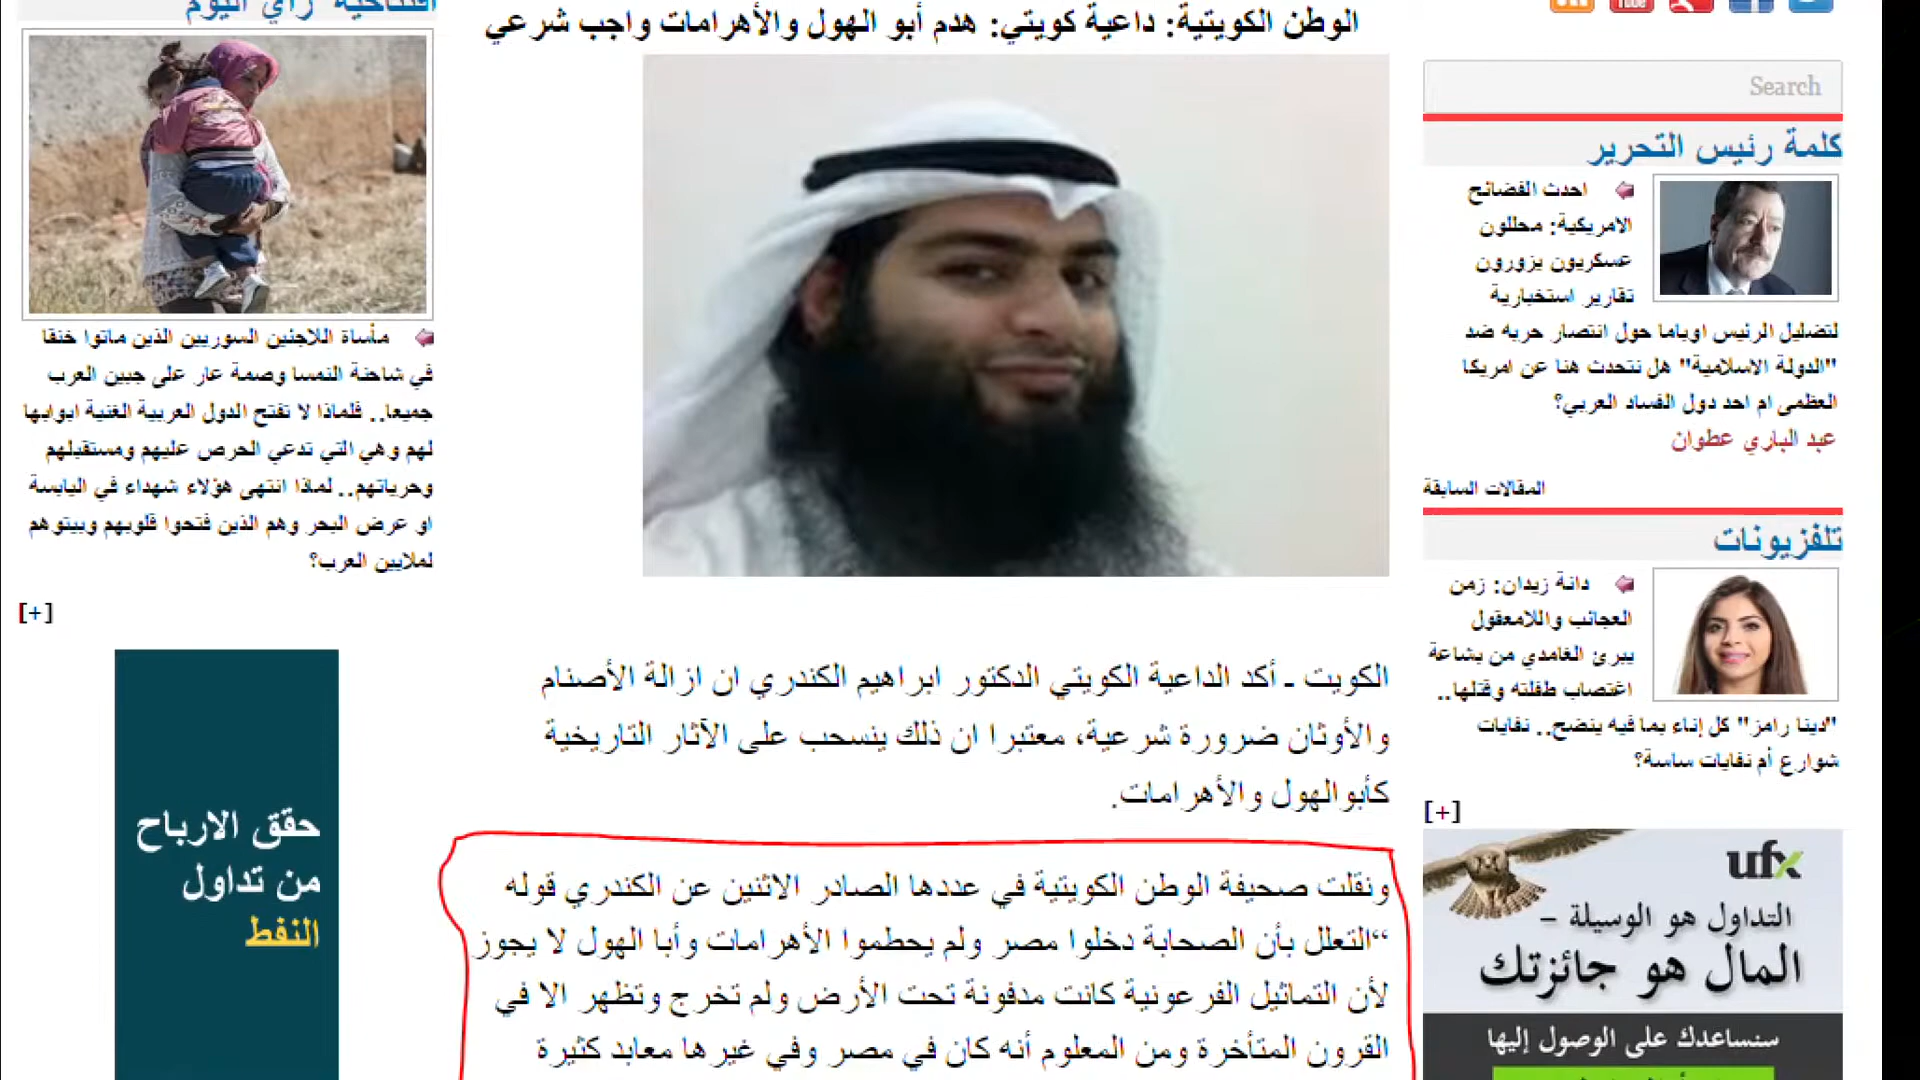 الوطن الكويتية: داعية كويتي: هدم أبو الهول والأهرامات واجب شرعي
الكويت ـ أكد الداعية الكويتي الدكتور ابراهيم الكندري ان ازالة الأصنام
والأوثان ضرورة شرعية، معتبرا ان ذلك ينسحب على الآثار التاريخية
كأبوالهول والأهرامات.
ونقلت صحيفة الوطن الكويتية في عددها الصادر الاثنين عن الكندري قوله
“التعلل بأن الصحابة دخلوا مصر ولم يحطموا الأهرامات وأبا الهول لا يجوز
لأن التماثيل الفرعونية كانت مدفونة تحت الأرض ولم تخرج وتظهر الا في
القرون المتأخرة ومن المعلوم أنه كان في مصر وفي غيرها معابد كثيرة
Search
كلمة رئيس التحرير
احدث الفضائح
الامريكية: محللون
عسكريون يزورون
تقارير استخبارية
لتضليل الرئيس اوباما حول انتصار حربه ضد
"الدولة الاسلامية" هل نتحدث هنا عن امريكا
العظمى ام احد دول الفساد العربي؟
عبد الباري عطوان
المقالات السابقة
تلفزيونات
دانة زيدان: زمن
العجائب واللامعقول
يبرئ الغامدي من بشاعة
اغتصاب طفلته وقتلها..
"دينا رامز" كل إناء بما فيه ينضح.. نفايات
شوارع أم نفايات ساسة؟
[+]
ufx
التداول هو الوسيلة –
المال هو جائزتك
سنساعدك على الوصول إليها
افتتاحية "رأي اليوم"
مأساة اللاجئين السوريين الذين ماتوا خنقا
في شاحنة النمسا وصمة عار على جبين العرب
جميعا.. فلماذا لا تفتح الدول العربية الغنية ابوابها
لهم وهي التي تدعي الحرص عليهم ومستقبلهم
وحرياتهم.. لماذا انتهى هؤلاء شهداء في اليابسة
او عرض البحر وهم الذين فتحوا قلوبهم وبيتوهم
لملايين العرب؟
[+]
حقق الارباح
من تداول
النفط